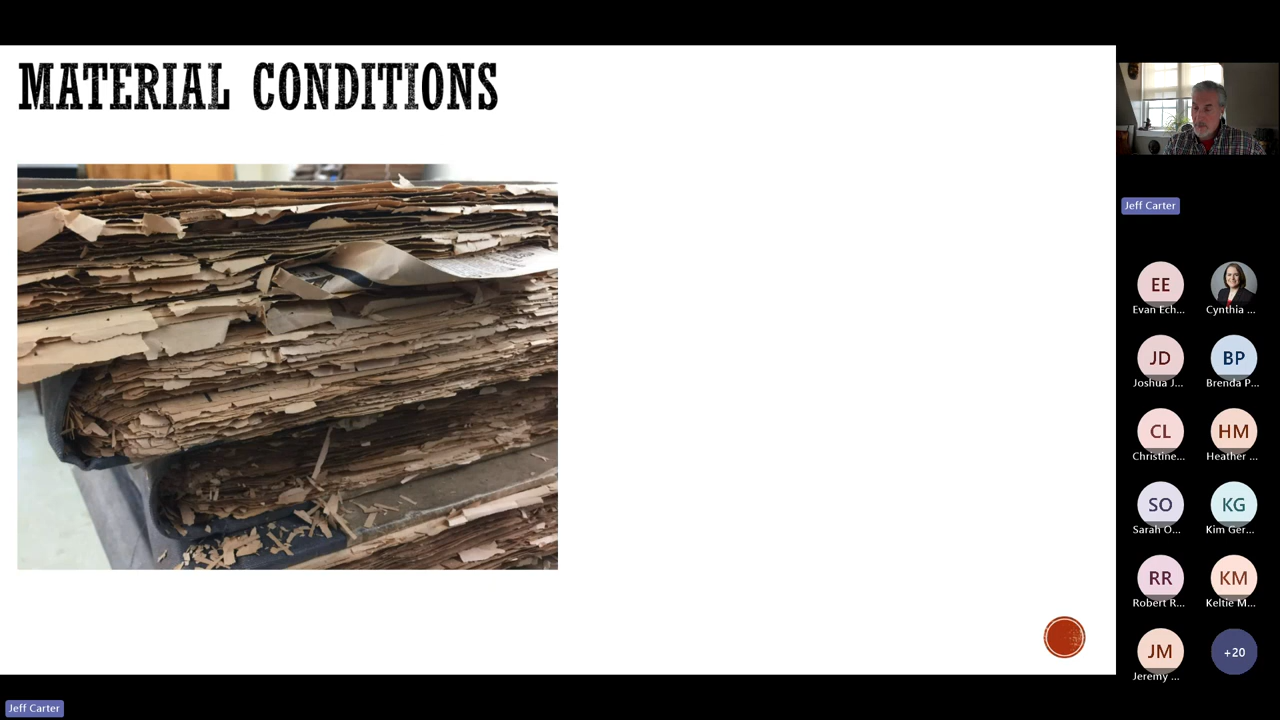 MATERIAL CONDITIONS
Jeff Carter
EE
Evan Ech...
Cynthia ...
JD
Joshua J...
BP
Brenda P...
CL
Christine...
HM
Heather ...
SO
Sarah O...
KG
Kim Ger...
RR
Robert R...
KM
Keltie M...
JM
Jeremy ...
+20
Jeff Carter